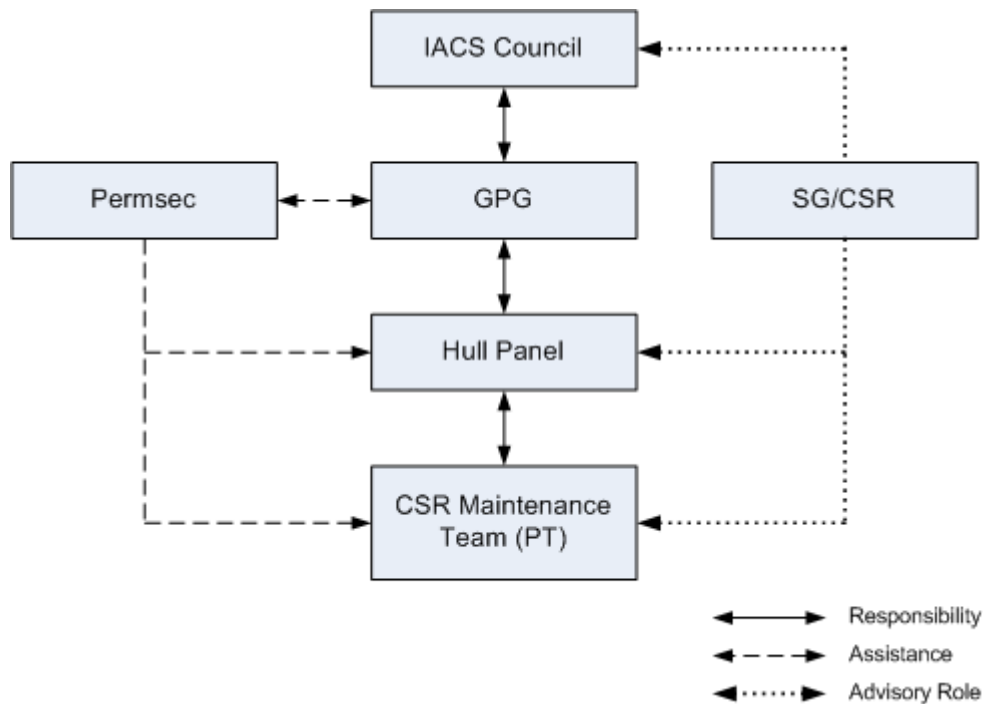 IACS Council
Permsec
GPG
SG/CSR
Hull Panel
CSR Maintenance
Team (PT)
Responsibility
Assistance
Advisory Role